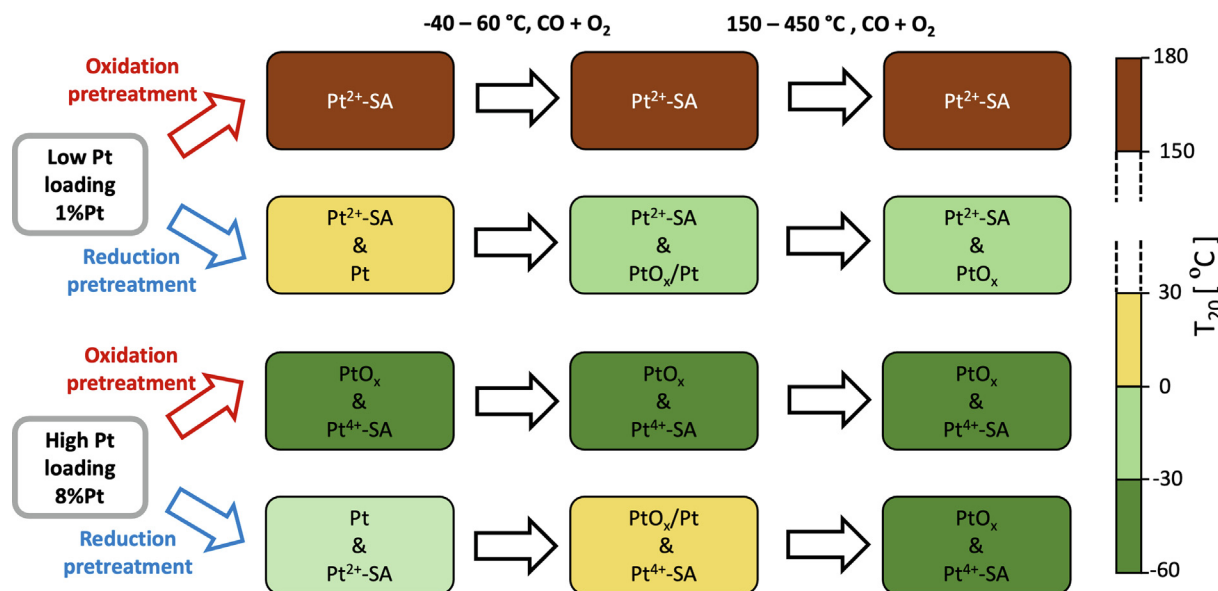 -40 – 60 °C, CO + O₂
150 – 450 °C , CO + O₂
Oxidation
pretreatment
Low Pt
loading
1%Pt
Reduction
pretreatment
Pt²⁺-SA
Pt²⁺-SA
Pt²⁺-SA
Pt²⁺-SA
&
Pt
Pt²⁺-SA
&
PtOₓ/Pt
Pt²⁺-SA
&
PtOₓ
Oxidation
pretreatment
High Pt
loading
8%Pt
Reduction
pretreatment
PtOₓ
&
Pt⁴⁺-SA
PtOₓ
&
Pt⁴⁺-SA
PtOₓ
&
Pt⁴⁺-SA
Pt
&
Pt²⁺-SA
PtOₓ/Pt
&
Pt⁴⁺-SA
PtOₓ
&
Pt⁴⁺-SA
180
150
30
0
-30
-60
T₂₀ [ °C]